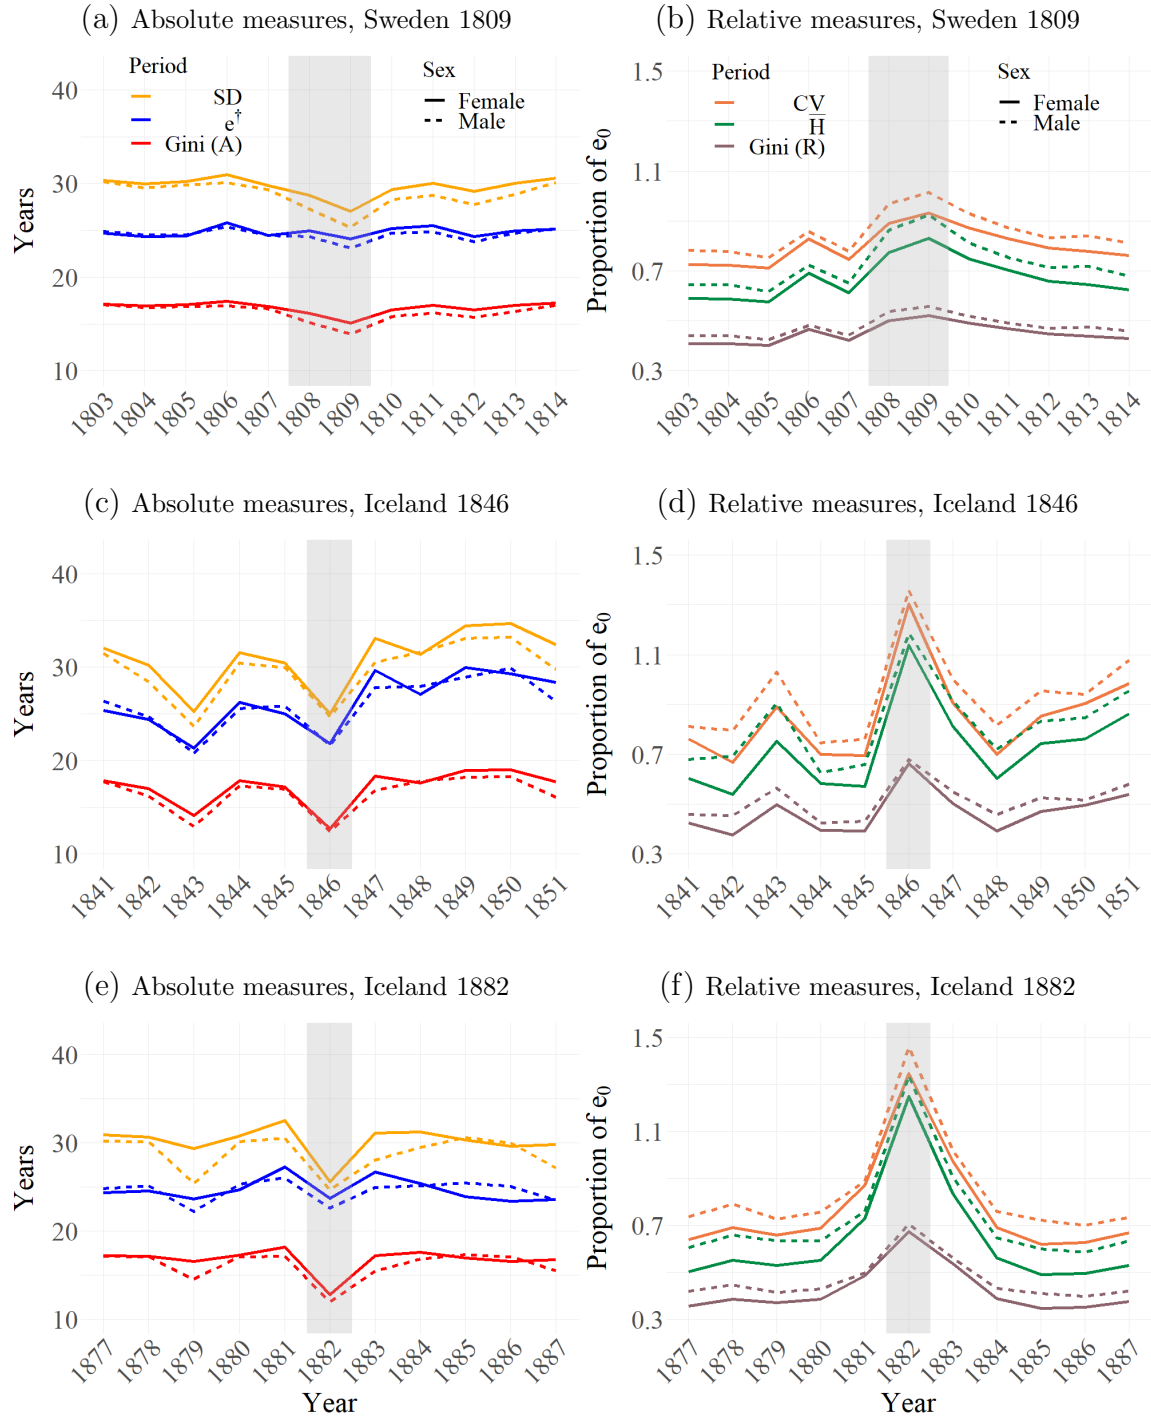 (a) Absolute measures, Sweden 1809
Period
SD
e†
Gini (A)
Sex
Female
Male
Years
40
30
20
10
1803 1804 1805 1806 1807 1808 1809 1810 1811 1812 1813 1814
(b) Relative measures, Sweden 1809
Period
CV
H̅
Gini (R)
Sex
Female
Male
Proportion of e₀
1.5
1.1
0.7
0.3
1803 1804 1805 1806 1807 1808 1809 1810 1811 1812 1813 1814
(c) Absolute measures, Iceland 1846
Years
40
30
20
10
1841 1842 1843 1844 1845 1846 1847 1848 1849 1850 1851
(d) Relative measures, Iceland 1846
Proportion of e₀
1.5
1.1
0.7
0.3
1841 1842 1843 1844 1845 1846 1847 1848 1849 1850 1851
(e) Absolute measures, Iceland 1882
Years
40
30
20
10
1877 1878 1879 1880 1881 1882 1883 1884 1885 1886 1887
Year
(f) Relative measures, Iceland 1882
Proportion of e₀
1.5
1.1
0.7
0.3
1877 1878 1879 1880 1881 1882 1883 1884 1885 1886 1887
Year